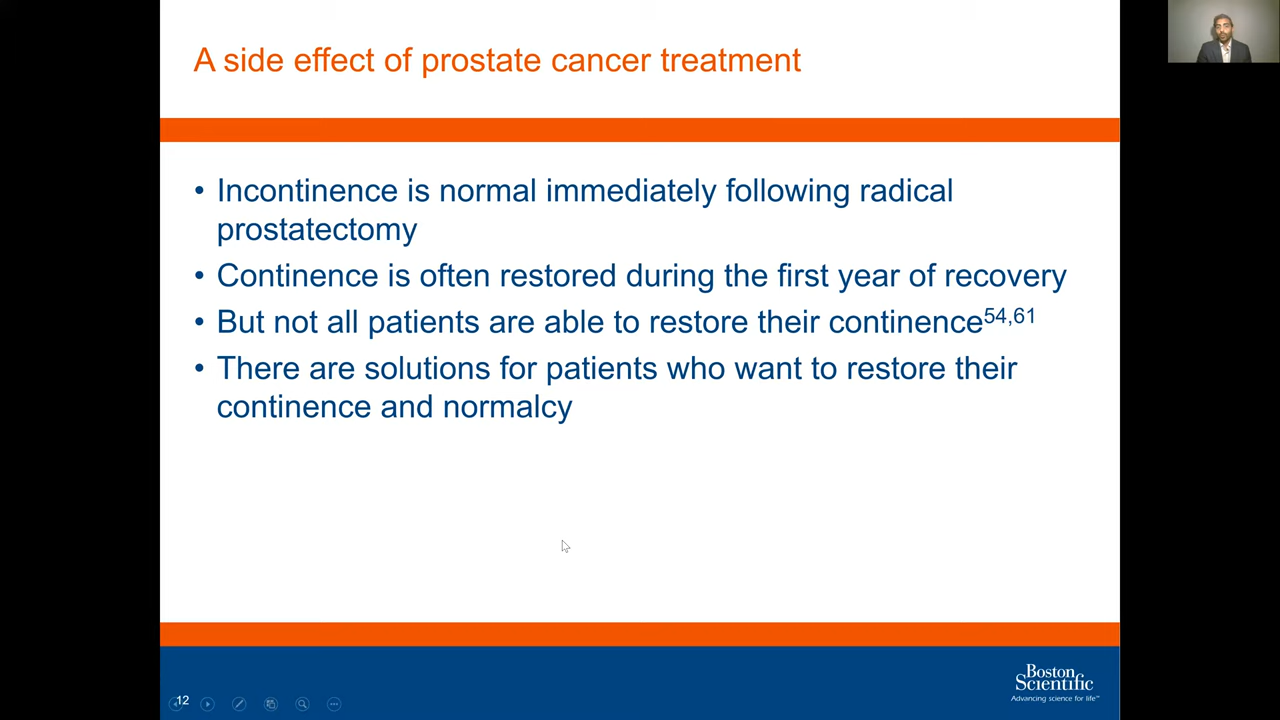 A side effect of prostate cancer treatment
• Incontinence is normal immediately following radical
prostatectomy
• Continence is often restored during the first year of recovery
• But not all patients are able to restore their continence54,61
• There are solutions for patients who want to restore their
continence and normalcy
12
Boston
Scientific
Advancing science for life™